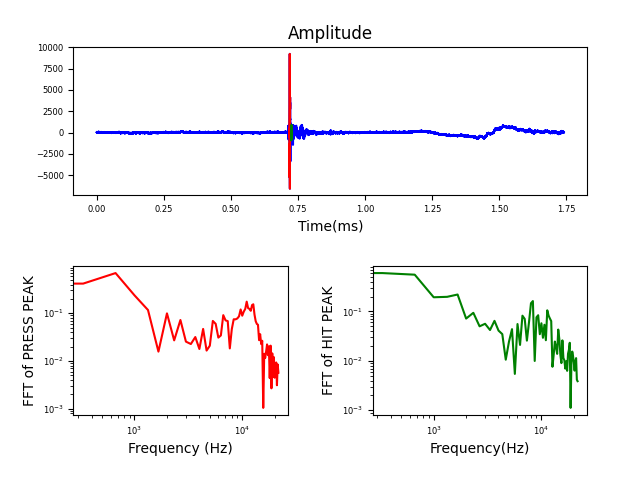 Amplitude
10000
7500
5000
2500
0
−2500
−5000
0.00 0.25 0.50 0.75 1.00 1.25 1.50 1.75
Time(ms)
FFT of PRESS PEAK
10⁻¹
10⁻²
10⁻³
10³ 10⁴
Frequency (Hz)
FFT of HIT PEAK
10⁻¹
10⁻²
10⁻³
10³ 10⁴
Frequency(Hz)